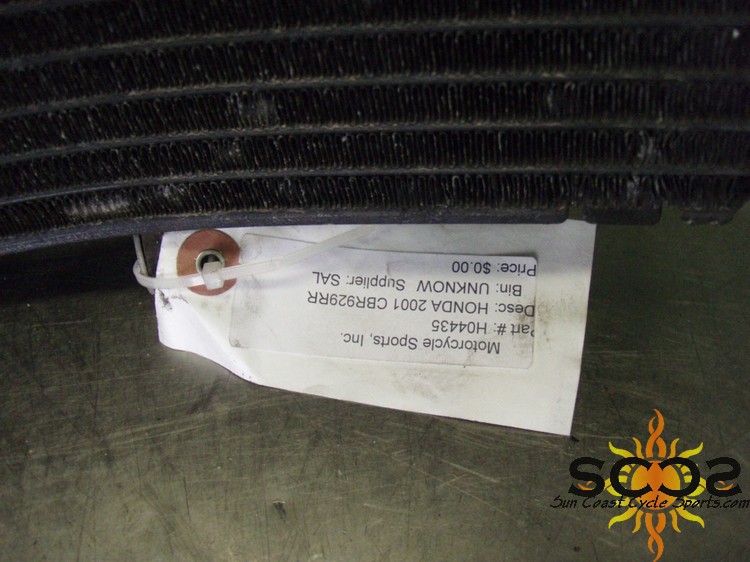 Motorcycle Sports, Inc.
Part #: H04435
Desc: HONDA 2001 CBR929RR
Bin: UNKNOW Supplier: SAL
Price: $0.00
SCCS
Sun Coast Cycle Sports.com